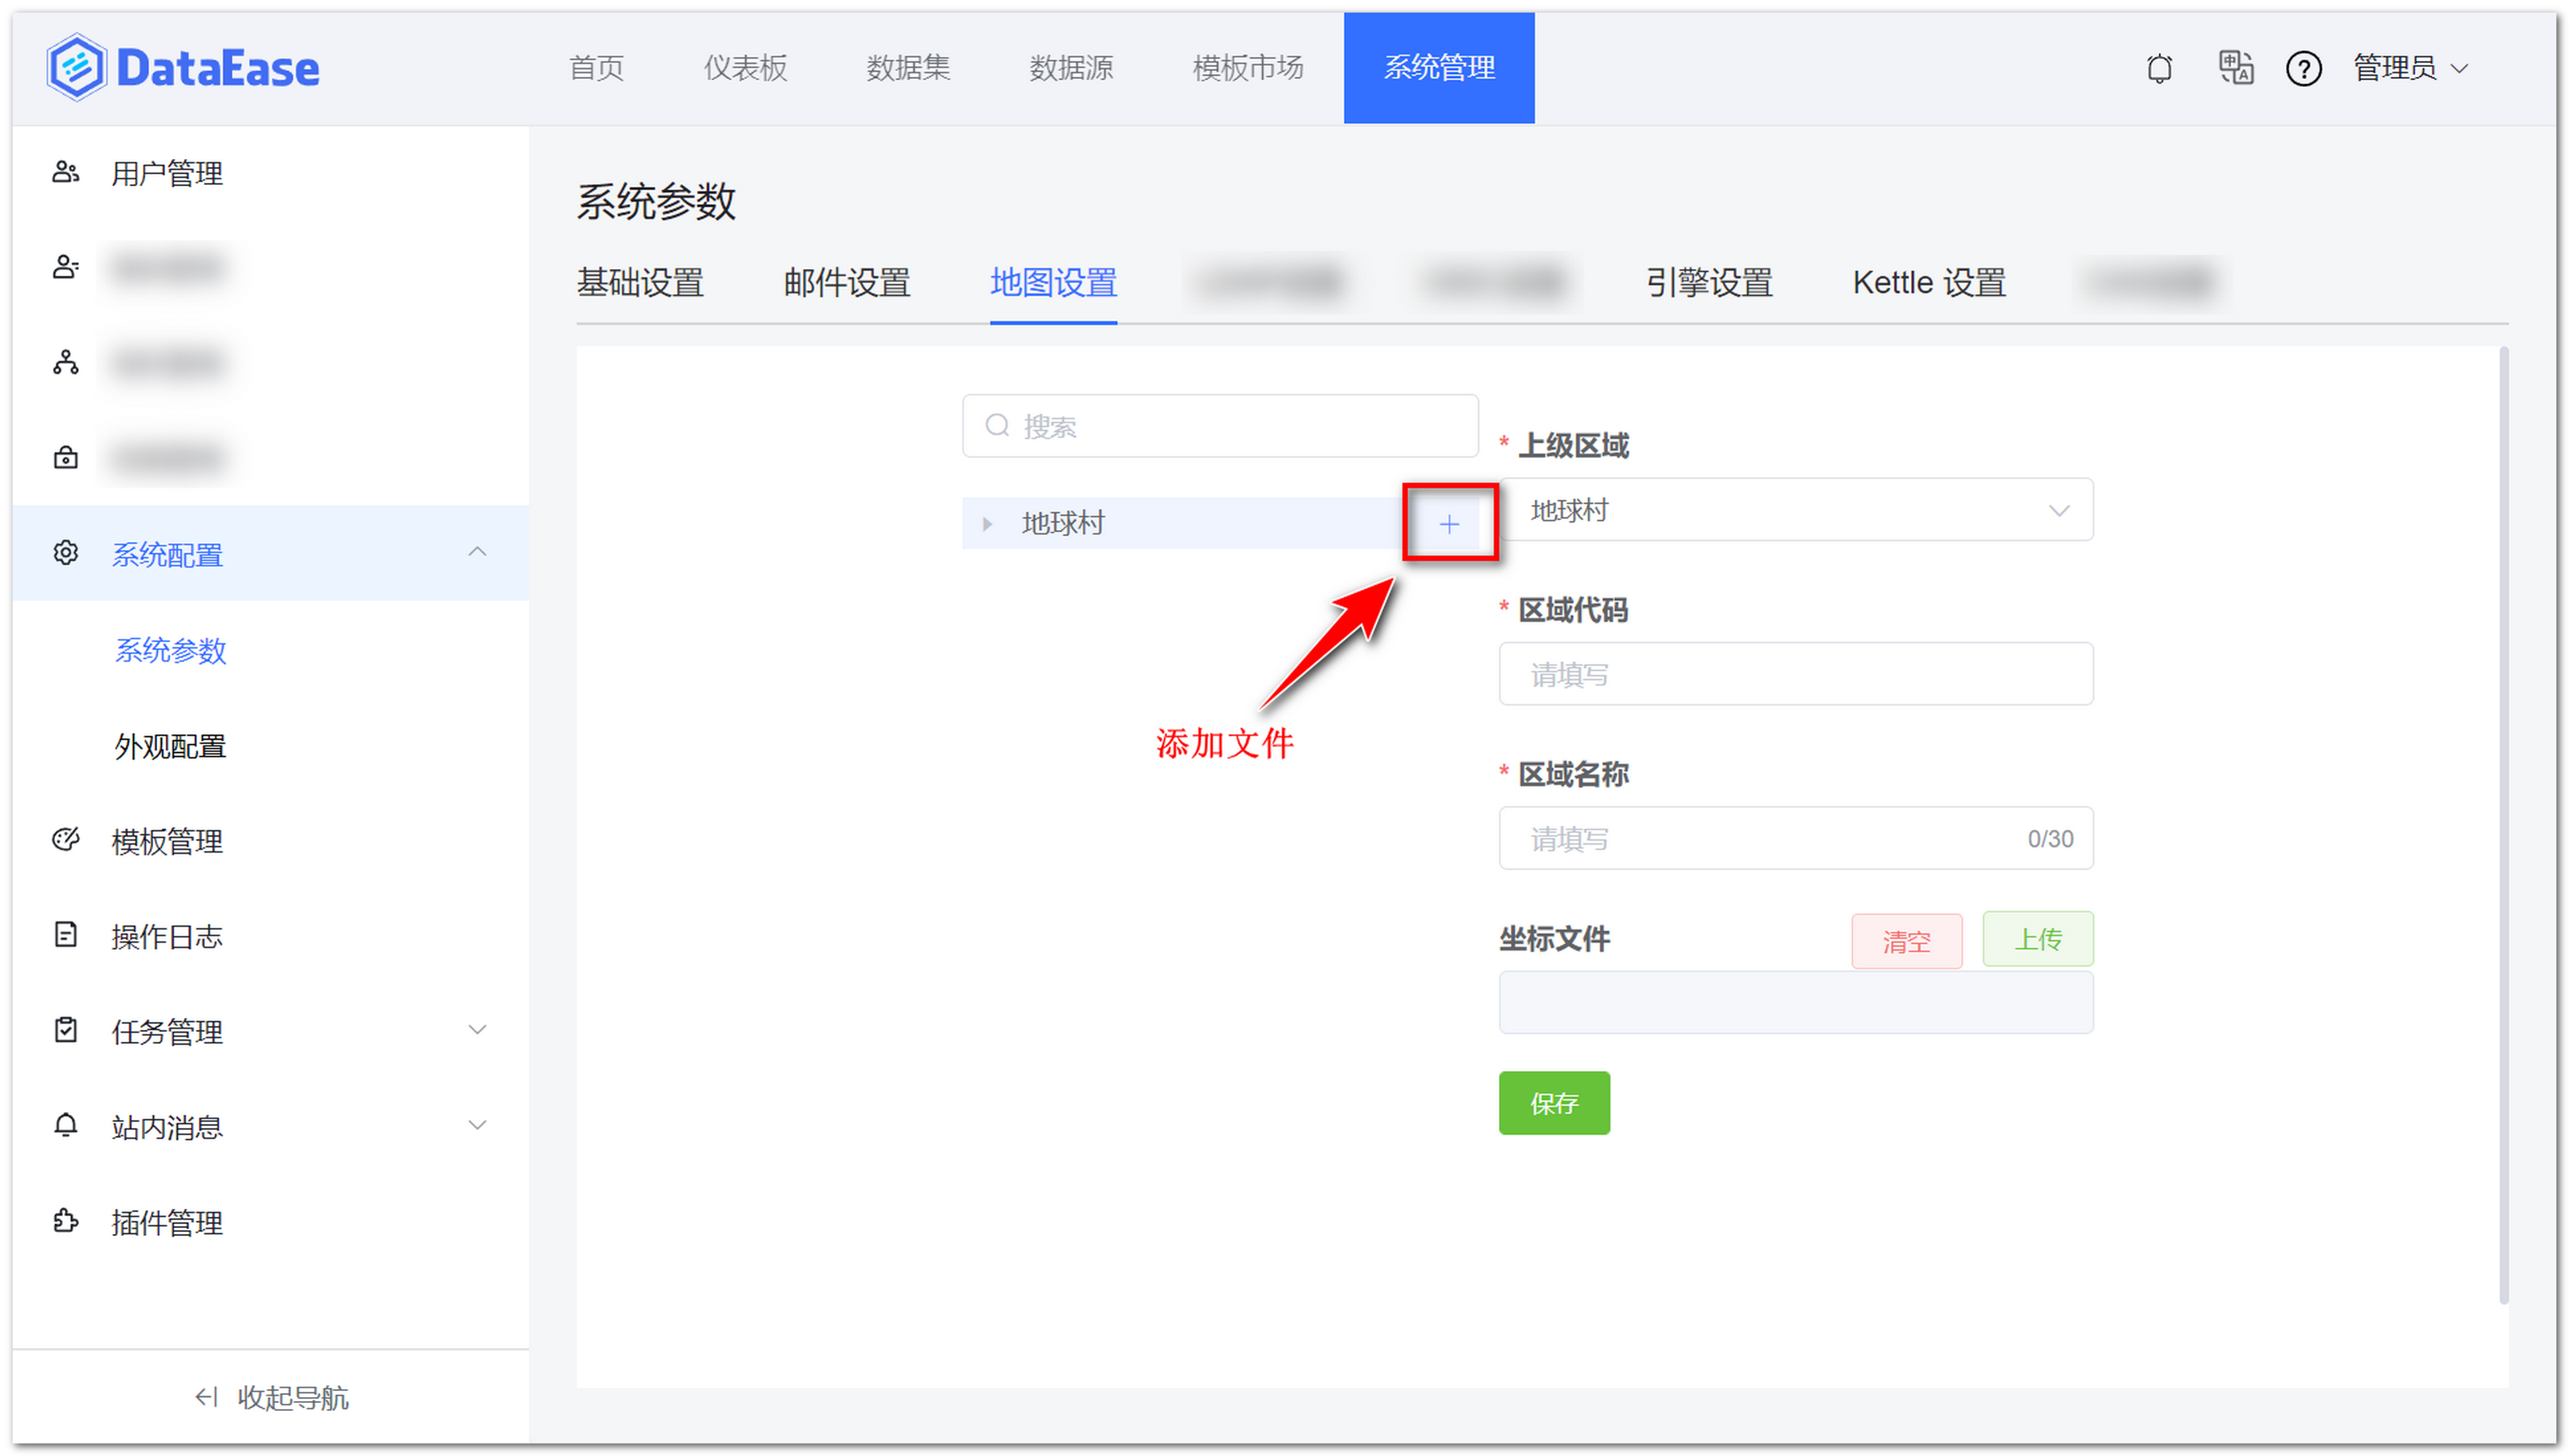 DataEase
首页
仪表板
数据集
数据源
模板市场
系统管理
管理员
用户管理
系统配置
系统参数
外观配置
模板管理
操作日志
任务管理
站内消息
插件管理
收起导航
系统参数
基础设置
邮件设置
地图设置
引擎设置
Kettle 设置
搜索
地球村
添加文件
* 上级区域
地球村
* 区域代码
请填写
* 区域名称
请填写
0/30
坐标文件
清空
上传
保存